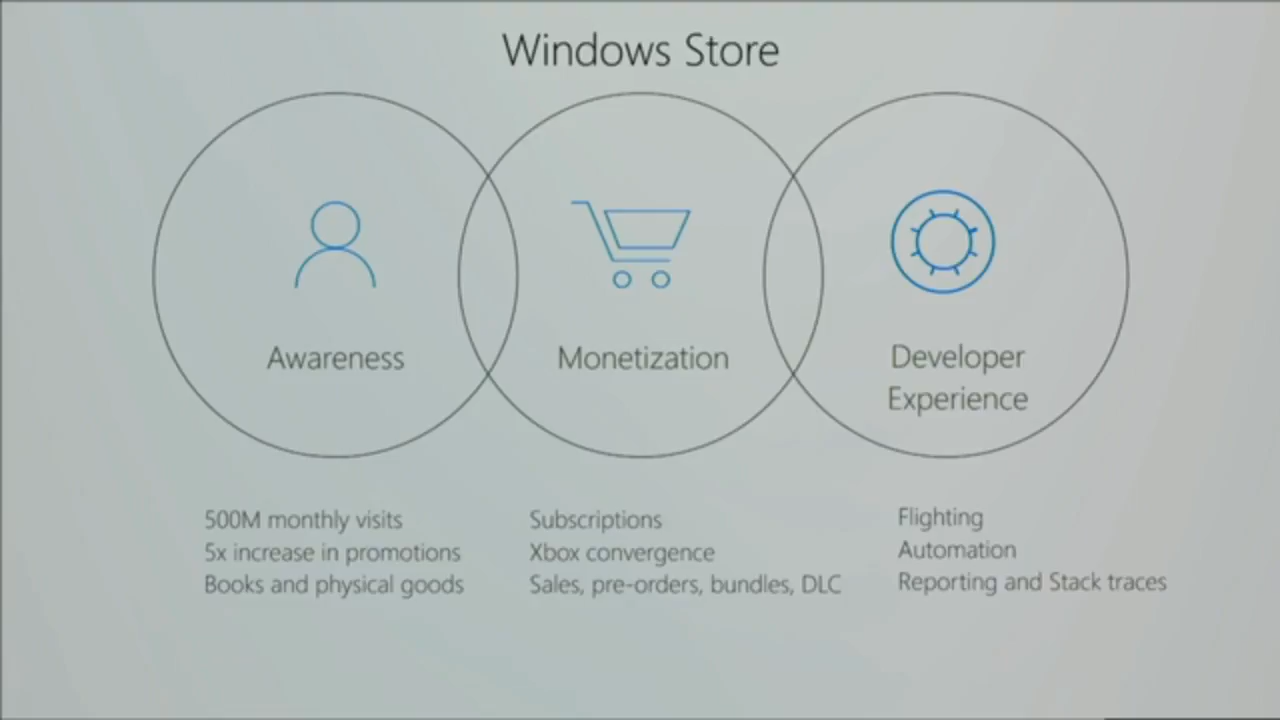 Windows Store
Awareness
Monetization
Developer
Experience
500M monthly visits
5x increase in promotions
Books and physical goods
Subscriptions
Xbox convergence
Sales, pre-orders, bundles, DLC
Flighting
Automation
Reporting and Stack traces